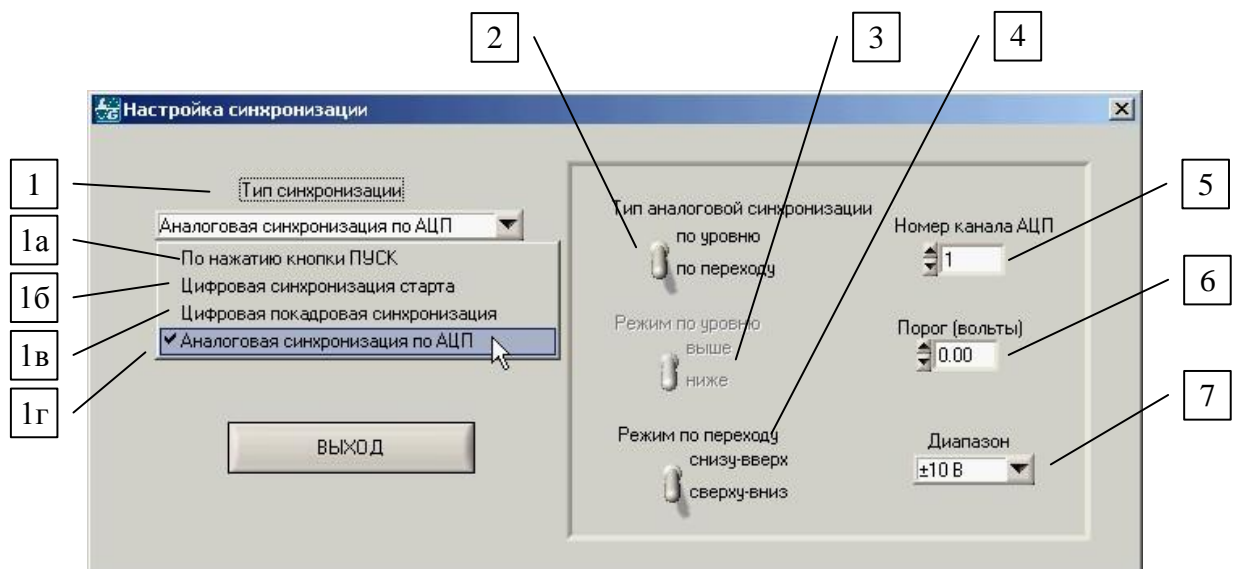 2
3
4
Настройка синхронизации
1
Тип синхронизации
Аналоговая синхронизация по АЦП
1а
По нажатию кнопки ПУСК
1б
Цифровая синхронизация старта
1в
Цифровая покадровая синхронизация
1г
Аналоговая синхронизация по АЦП
ВЫХОД
Тип аналоговой синхронизации
по уровню
по переходу
Режим по уровню
выше
ниже
Режим по переходу
снизу-вверх
сверху-вниз
5
Номер канала АЦП
1
6
Порог (вольты)
0.00
7
Диапазон
±10 В